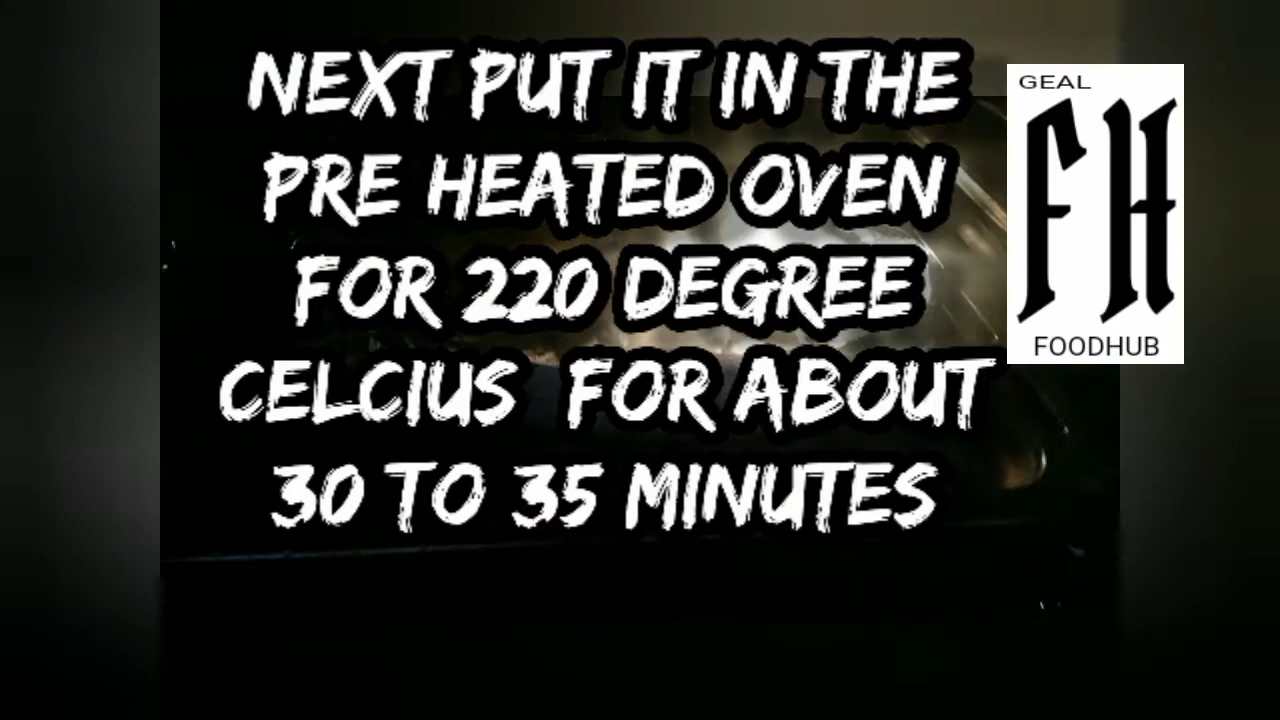 NEXT PUT IT IN THE
PRE HEATED OVEN
FOR 220 DEGREE
CELCIUS FOR ABOUT
30 TO 35 MINUTES
GEAL
FH
FOODHUB